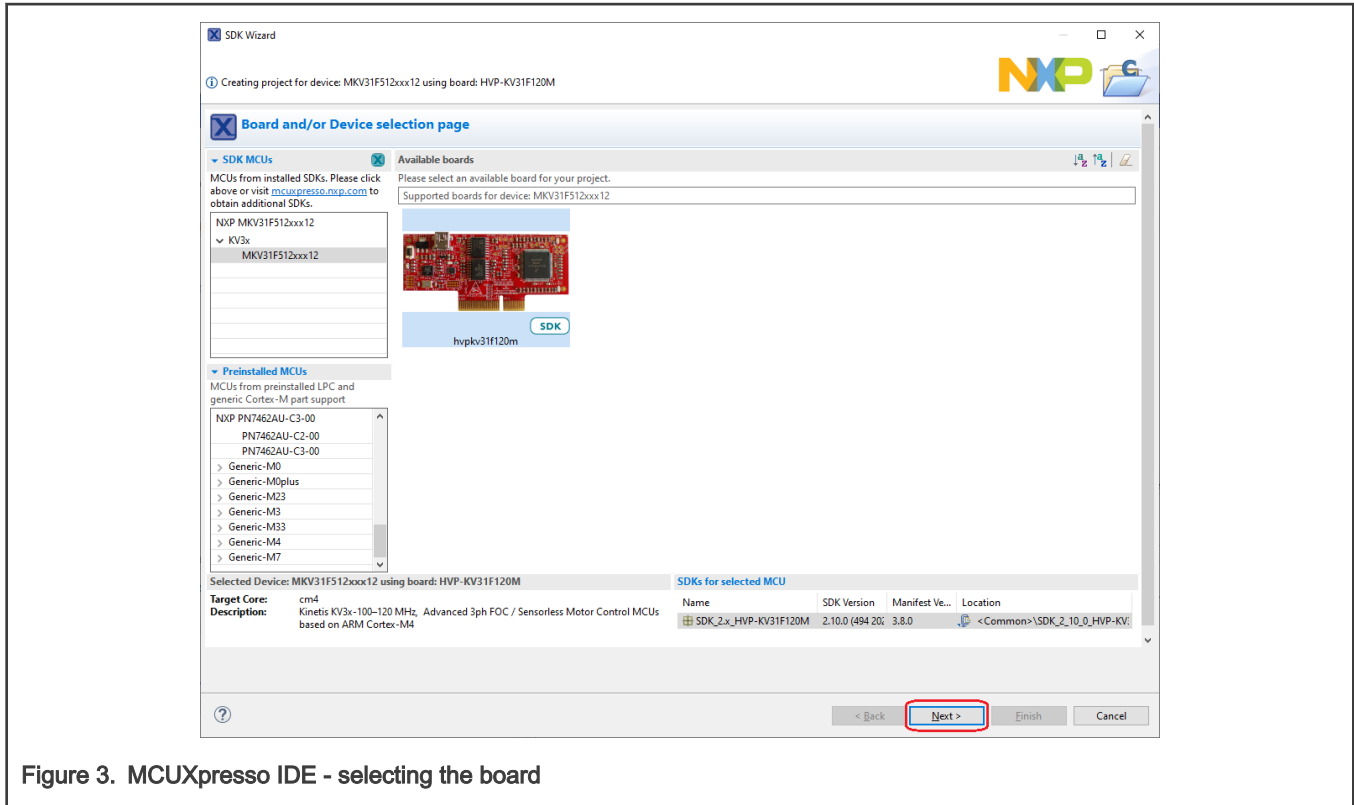 SDK Wizard
Creating project for device: MKV31F512xxx12 using board: HVP-KV31F120M
NXP
Board and/or Device selection page
SDK MCUs
MCUs from installed SDKs. Please click
above or visit mcuxpresso.nxp.com to
obtain additional SDKs.
NXP MKV31F512xxx12
KV3x
MKV31F512xxx12
Available boards
Please select an available board for your project.
Supported boards for device: MKV31F512xxx12
SDK
hvpkv31f120m
Preinstalled MCUs
MCUs from preinstalled LPC and
generic Cortex-M part support
NXP PN7462AU-C3-00
PN7462AU-C2-00
PN7462AU-C3-00
Generic-M0
Generic-M0plus
Generic-M23
Generic-M3
Generic-M33
Generic-M4
Generic-M7
Selected Device: MKV31F512xxx12 using board: HVP-KV31F120M
Target Core: cm4
Description: Kinetis KV3x-100–120 MHz, Advanced 3ph FOC / Sensorless Motor Control MCUs
based on ARM Cortex-M4
SDKs for selected MCU
Name SDK Version Manifest Ve... Location
SDK_2.x_HVP-KV31F120M 2.10.0 (494 202 3.8.0 <Common>\SDK_2_10_0_HVP-KV
< Back Next > Finish Cancel
Figure 3. MCUXpresso IDE - selecting the board